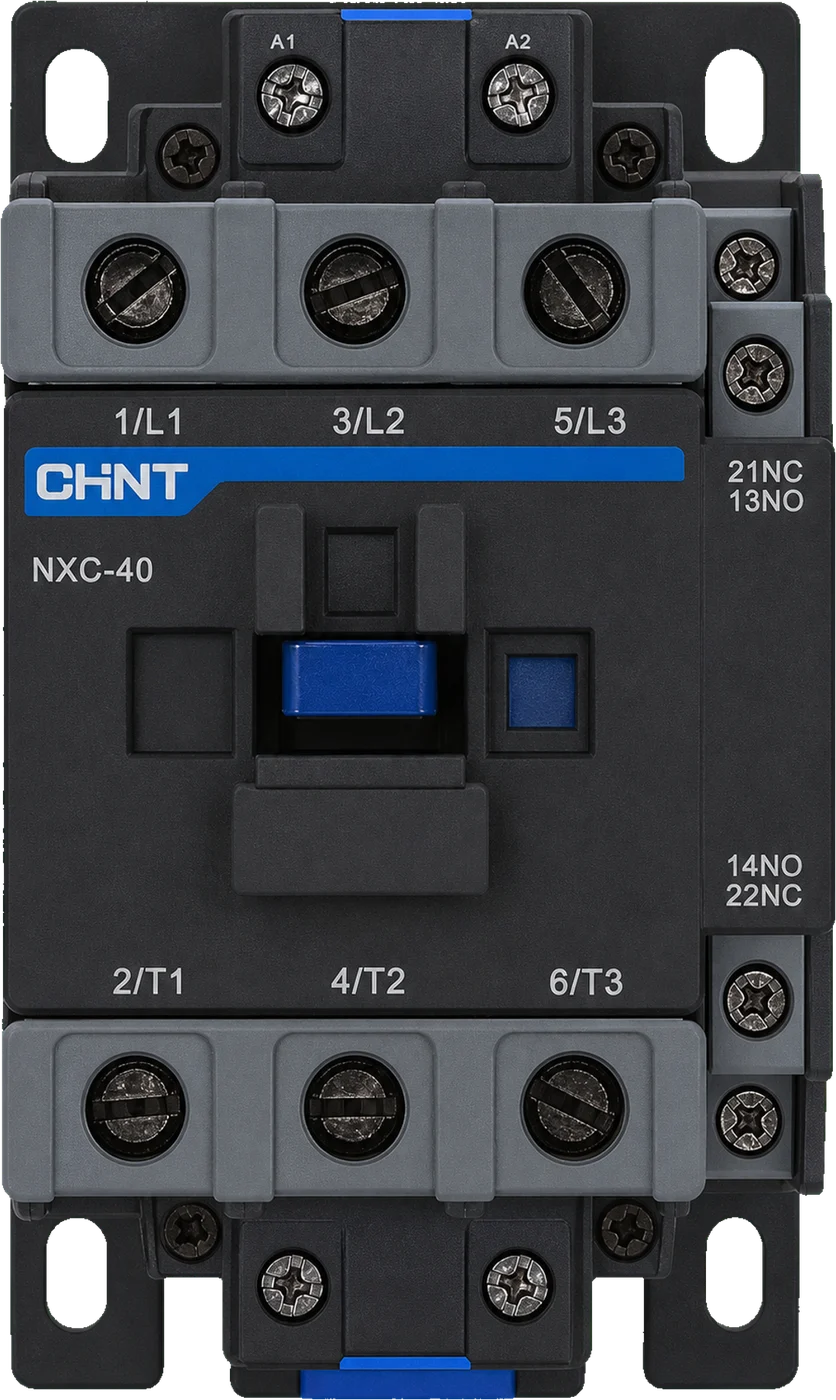 A1 A2
1/L1 3/L2 5/L3
CHNT
21NC
13NO
NXC-40
14NO
22NC
2/T1 4/T2 6/T3